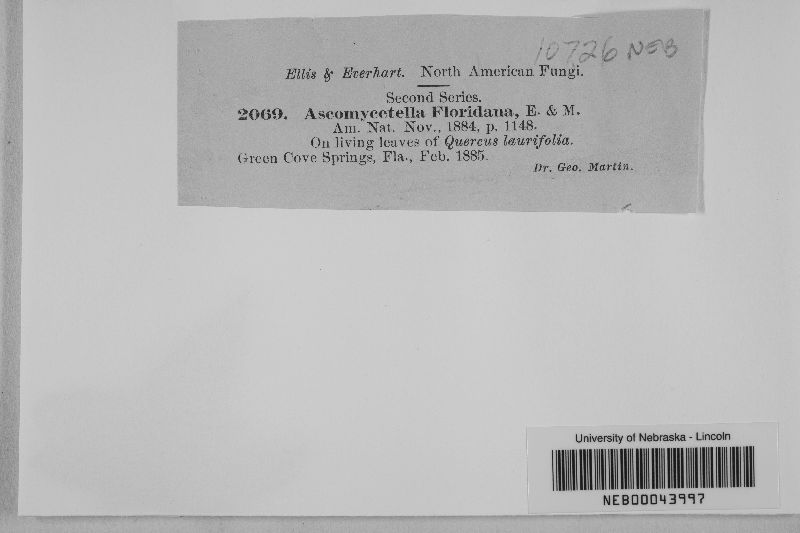 10726 NEB
Ellis & Everhart. North American Fungi.
Second Series.
2069. Ascomycetella Floridana, E. & M.
Am. Nat. Nov., 1884, p. 1148.
On living leaves of Quercus laurifolia.
Green Cove Springs, Fla., Feb. 1885.
Dr. Geo. Martin.
University of Nebraska - Lincoln
NEB00043997